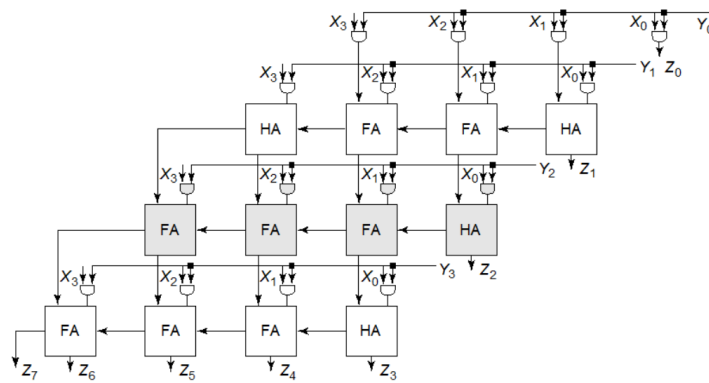 X3 X2 X1 X0 Y0
X3 X2 X1 X0 Y1 Z0
HA FA FA HA
X3 X2 X1 X0 Y2 Z1
FA FA FA HA
X3 X2 X1 X0 Y3 Z2
FA FA FA HA
Z7 Z6 Z5 Z4 Z3